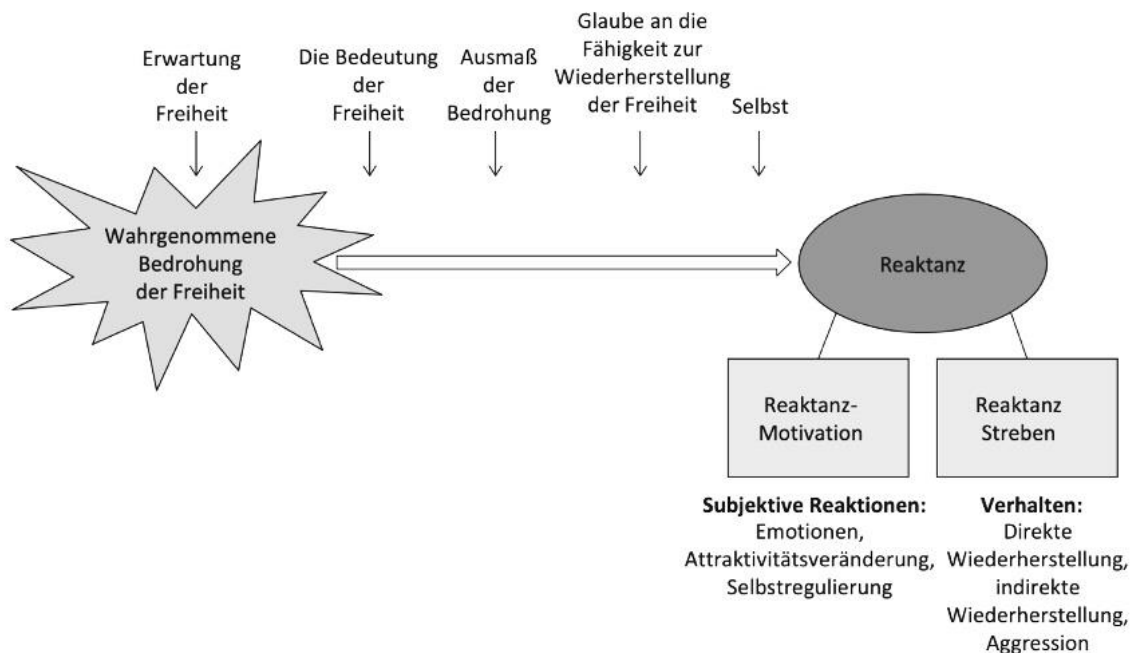 Erwartung
der
Freiheit
Die Bedeutung
der
Freiheit
Ausmaß
der
Bedrohung
Glaube an die
Fähigkeit zur
Wiederherstellung
der Freiheit
Selbst
Wahrgenommene
Bedrohung
der Freiheit
Reaktanz
Reaktanz-
Motivation
Reaktanz
Streben
Subjektive Reaktionen:
Emotionen,
Attraktivitätsveränderung,
Selbstregulierung
Verhalten:
Direkte
Wiederherstellung,
indirekte
Wiederherstellung,
Aggression